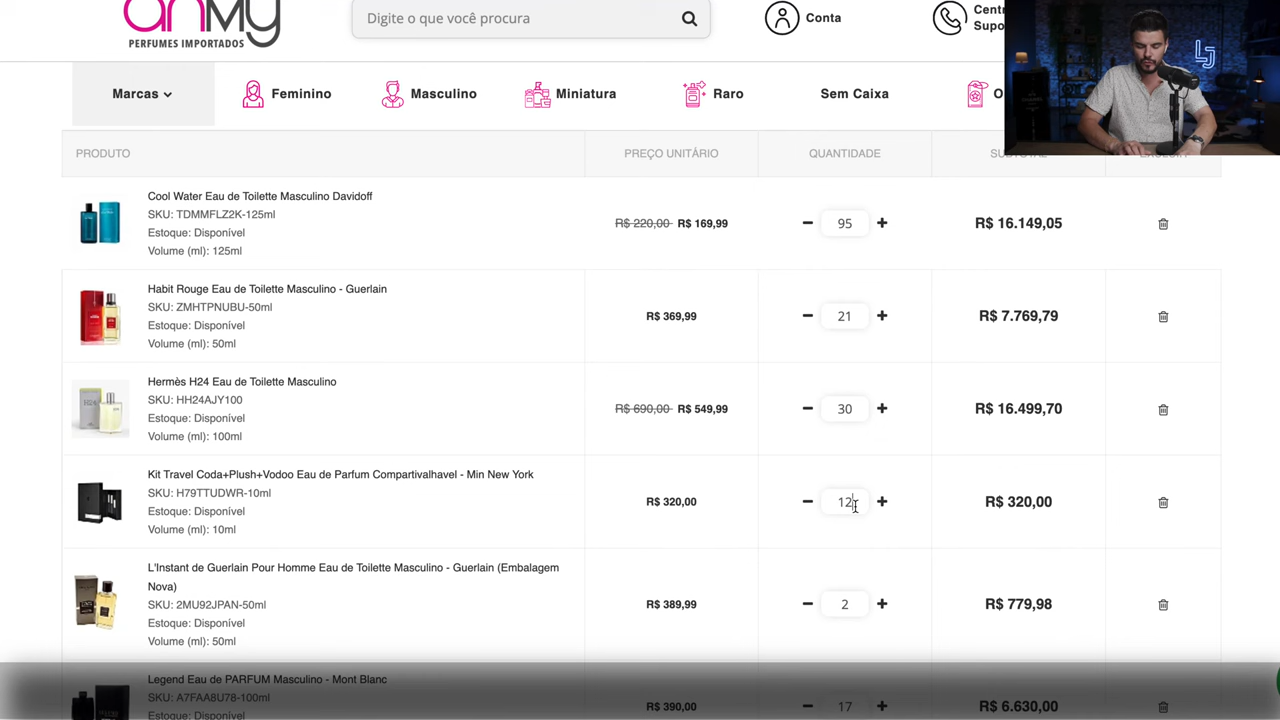 anmy
PERFUMES IMPORTADOS
Digite o que você procura
Conta
Centr
Supo
LJ
Marcas
Feminino
Masculino
Miniatura
Raro
Sem Caixa
O
PRODUTO
PREÇO UNITÁRIO
QUANTIDADE
Cool Water Eau de Toilette Masculino Davidoff
SKU: TDMMFLZ2K-125ml
Estoque: Disponível
Volume (ml): 125ml
R$ 220,00 R$ 169,99
− 95 +
R$ 16.149,05
Habit Rouge Eau de Toilette Masculino - Guerlain
SKU: ZMHTPNUBU-50ml
Estoque: Disponível
Volume (ml): 50ml
R$ 369,99
− 21 +
R$ 7.769,79
Hermès H24 Eau de Toilette Masculino
SKU: HH24AJY100
Estoque: Disponível
Volume (ml): 100ml
R$ 690,00 R$ 549,99
− 30 +
R$ 16.499,70
Kit Travel Coda+Plush+Vodoo Eau de Parfum Compartivalhavel - Min New York
SKU: H79TTUDWR-10ml
Estoque: Disponível
Volume (ml): 10ml
R$ 320,00
− 12 +
R$ 320,00
L'Instant de Guerlain Pour Homme Eau de Toilette Masculino - Guerlain (Embalagem
Nova)
SKU: 2MU92JPAN-50ml
Estoque: Disponível
Volume (ml): 50ml
R$ 389,99
− 2 +
R$ 779,98
Legend Eau de PARFUM Masculino - Mont Blanc
SKU: A7FAA8U78-100ml
Estoque: Disponível
R$ 390,00
− 17 +
R$ 6.630,00